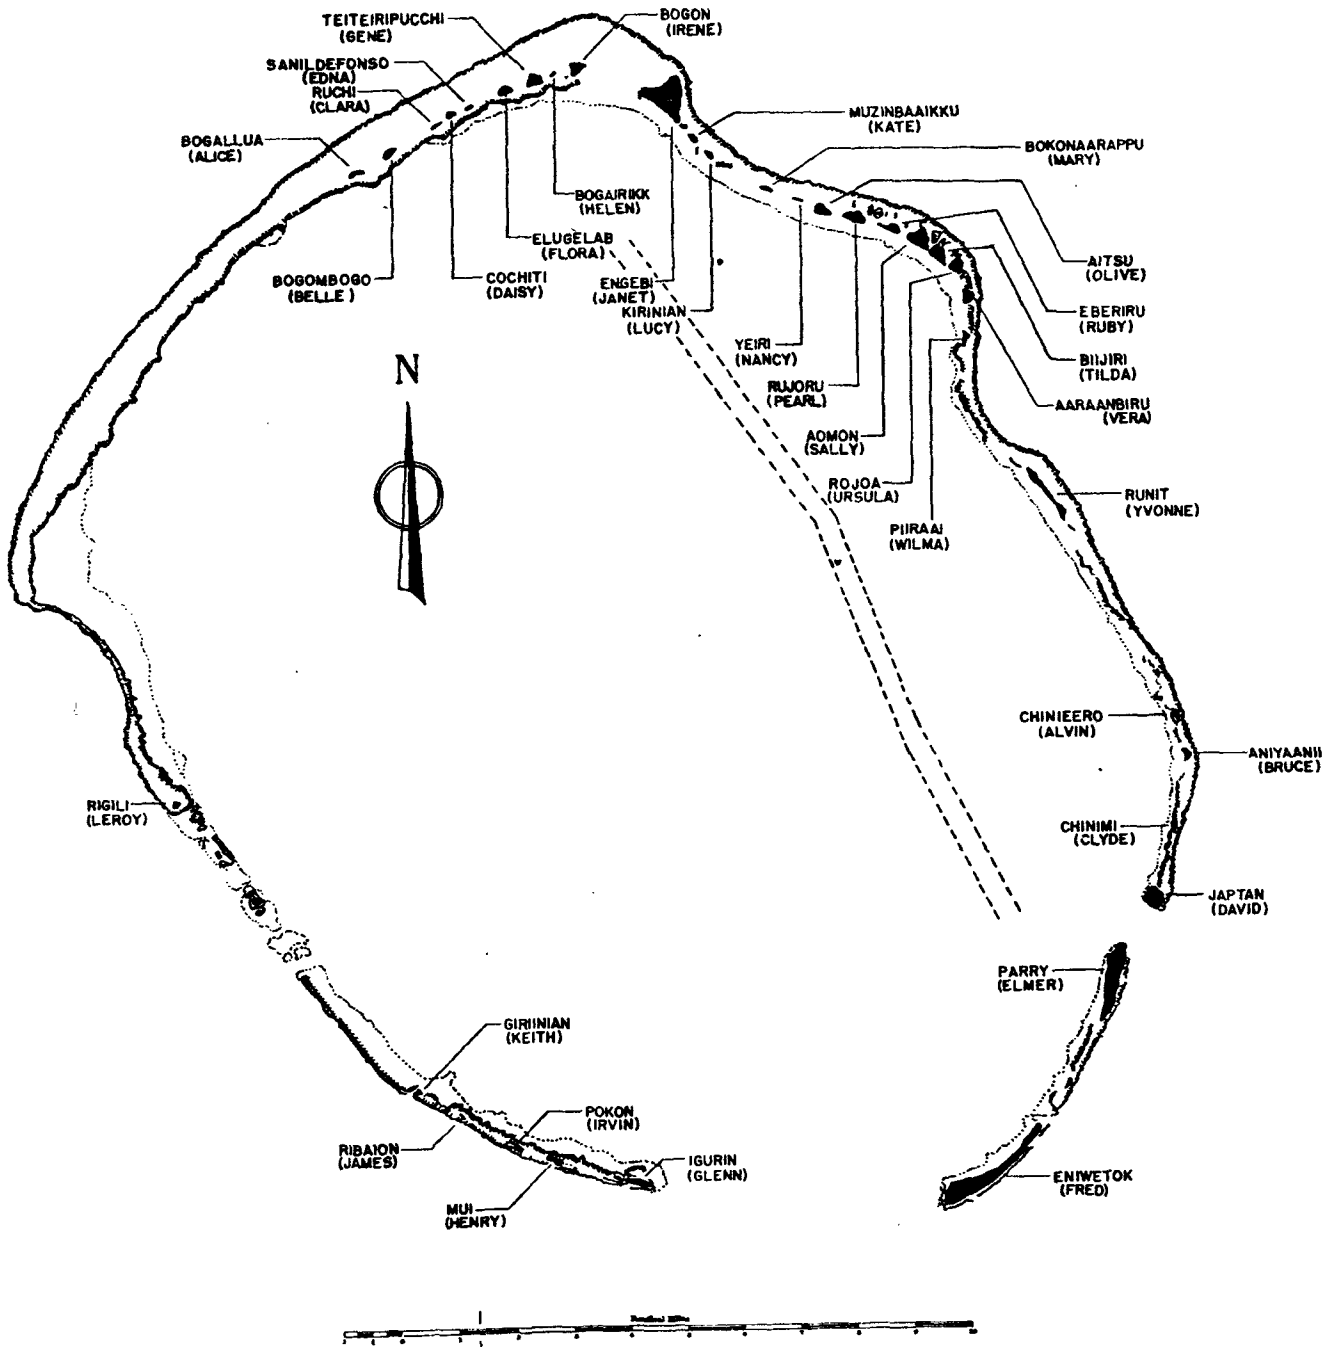 TEITEIRIPUCCHI
(GENE)
BOGON
(IRENE)
SANILDEFONSO
(EDNA)
RUCHI
(CLARA)
BOGALLUA
(ALICE)
MUZINBAAIKKU
(KATE)
BOKONAARAPPU
(MARY)
BOGAIRIKK
(HELEN)
ELUGELAB
(FLORA)
BOGOMBOGO
(BELLE)
COCHITI
(DAISY)
ENGEBI
(JANET)
KIRINIAN
(LUCY)
AITSU
(OLIVE)
EBERIRU
(RUBY)
YEIRI
(NANCY)
BIIJIRI
(TILDA)
RUJORU
(PEARL)
AARAANBIRU
(VERA)
N
AOMON
(SALLY)
ROJOA
(URSULA)
RUNIT
(YVONNE)
PIIRAAI
(WILMA)
CHINIEERO
(ALVIN)
ANIYAANII
(BRUCE)
RIGILI
(LEROY)
CHINIMI
(CLYDE)
JAPTAN
(DAVID)
PARRY
(ELMER)
GIRIINIAN
(KEITH)
POKON
(IRVIN)
RIBAION
(JAMES)
IGURIN
(GLENN)
ENIWETOK
(FRED)
MUI
(HENRY)